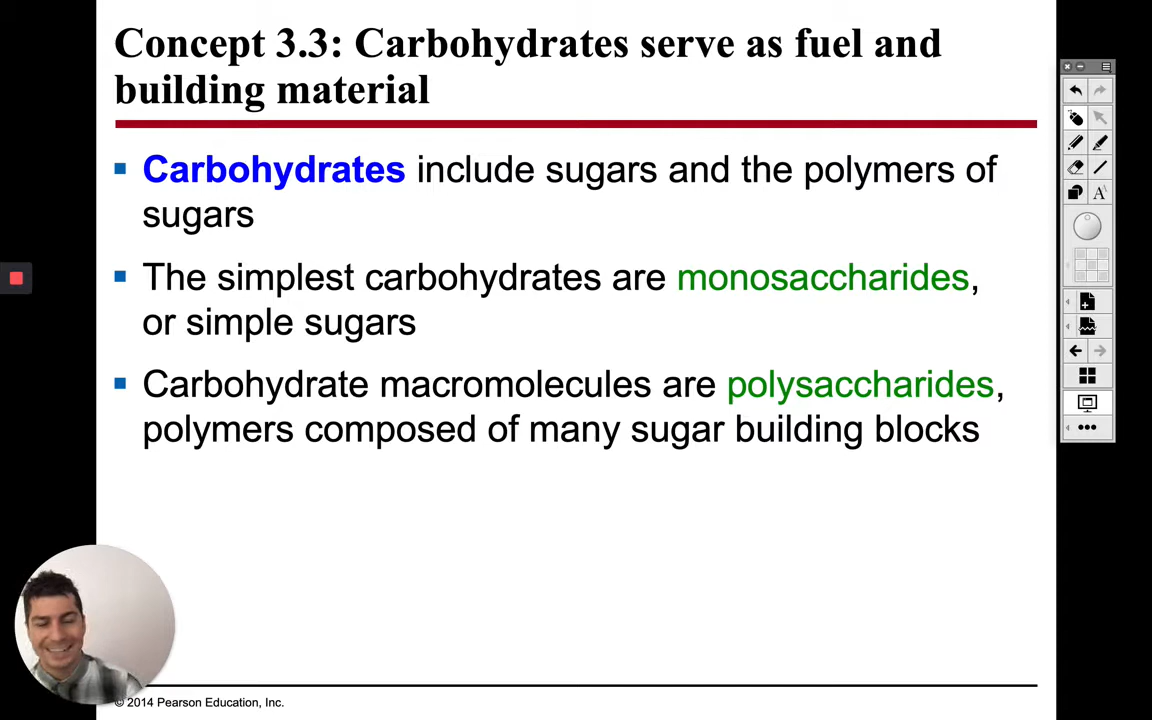 Concept 3.3: Carbohydrates serve as fuel and
building material
Carbohydrates include sugars and the polymers of
sugars
The simplest carbohydrates are monosaccharides,
or simple sugars
Carbohydrate macromolecules are polysaccharides,
polymers composed of many sugar building blocks
© 2014 Pearson Education, Inc.